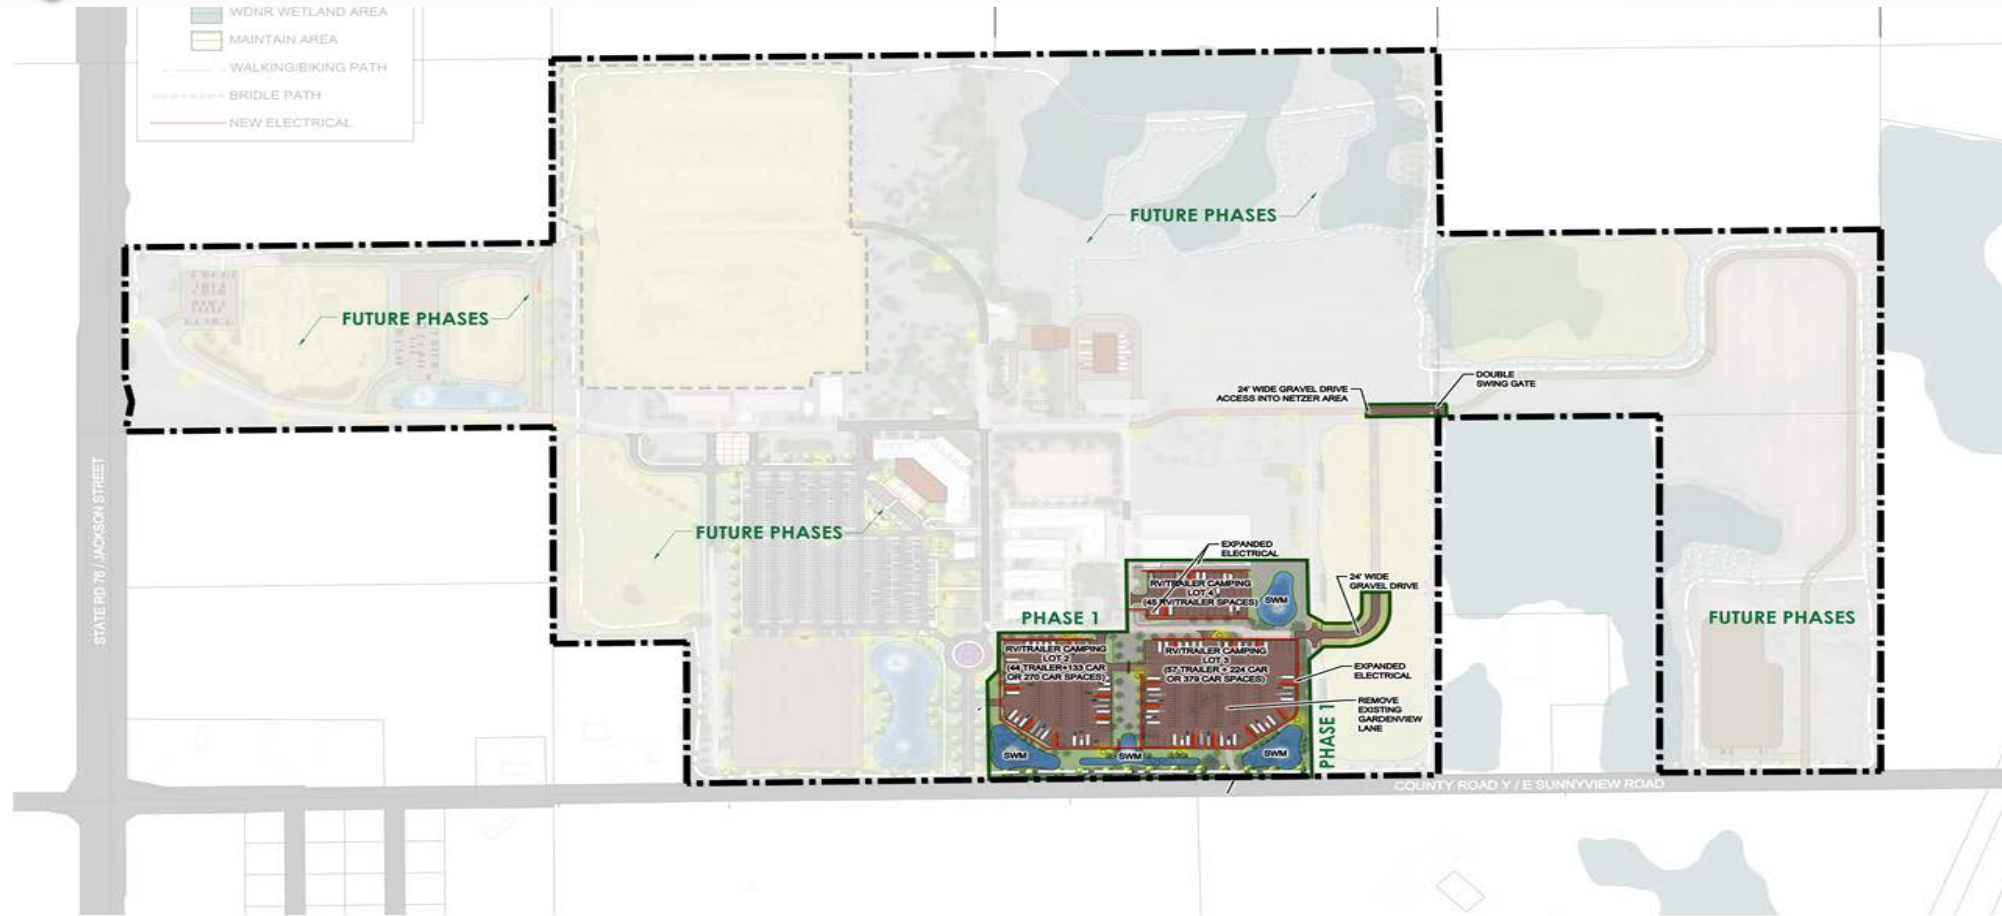 WDNR WETLAND AREA
MAINTAIN AREA
WALKING/BIKING PATH
BRIDLE PATH
NEW ELECTRICAL
FUTURE PHASES
FUTURE PHASES
24' WIDE GRAVEL DRIVE
ACCESS INTO NETZER AREA
DOUBLE
SWING GATE
STATE RD 76 / JACKSON STREET
FUTURE PHASES
EXPANDED
ELECTRICAL
RV/TRAILER CAMPING
LOT 4
(45 RV/TRAILER SPACES)
SWM
24' WIDE
GRAVEL DRIVE
PHASE 1
FUTURE PHASES
RV/TRAILER CAMPING
LOT 2
(44 TRAILER+133 CAR
OR 270 CAR SPACES)
RV/TRAILER CAMPING
LOT 3
(57 TRAILER + 224 CAR
OR 379 CAR SPACES)
EXPANDED
ELECTRICAL
REMOVE
EXISTING
GARDENVIEW
LANE
PHASE 1
SWM
SWM
SWM
COUNTY ROAD Y / E SUNNYVIEW ROAD